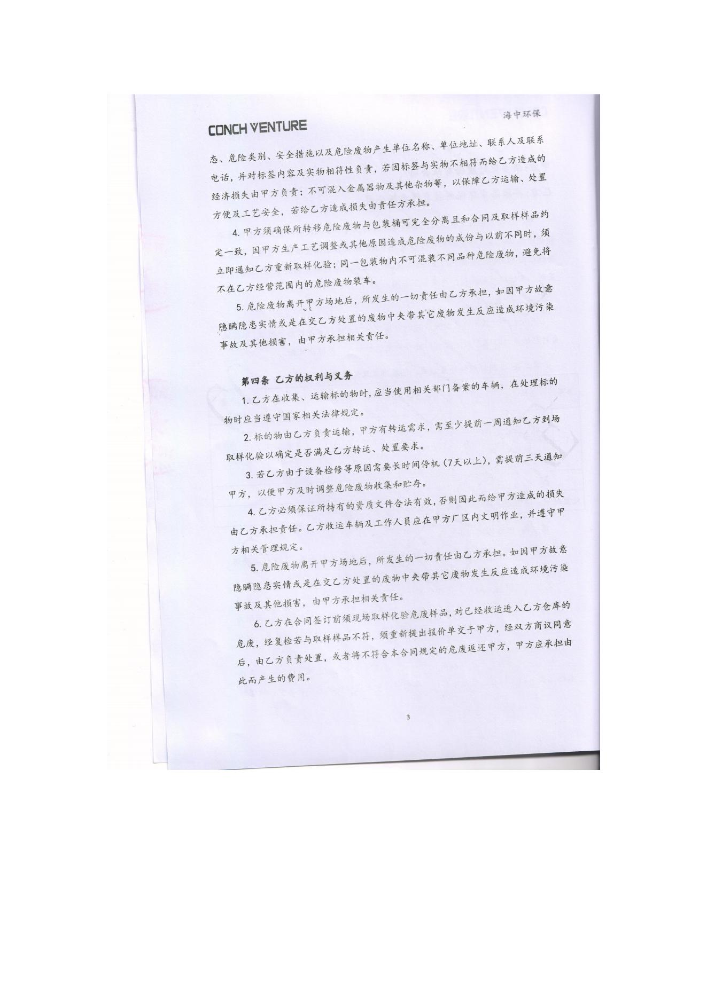 CONCH VENTURE
海中环保
态、危险类别、安全措施以及危险废物产生单位名称、单位地址、联系人及联系
电话，并对标签内容及实物相符性负责，若因标签与实物不相符而给乙方造成的
经济损失由甲方负责；不可混入金属器物及其他杂物等，以保障乙方运输、处置
方便及工艺安全，若给乙方造成损失由责任方承担。
4.甲方须确保所转移危险废物与包装桶可完全分离且和合同及取样样品约
定一致，因甲方生产工艺调整或其他原因造成危险废物的成份与以前不同时，须
立即通知乙方重新取样化验；同一包装物内不可混装不同品种危险废物，避免将
不在乙方经营范围内的危险废物装车。
5.危险废物离开甲方场地后，所发生的一切责任由乙方承担，如因甲方故意
隐瞒隐患实情或是在交乙方处置的废物中夹带其它废物发生反应造成环境污染
事故及其他损害，由甲方承担相关责任。
第四条 乙方的权利与义务
1.乙方在收集、运输标的物时，应当使用相关部门备案的车辆，在处理标的
物时应当遵守国家相关法律规定。
2.标的物由乙方负责运输，甲方有转运需求，需至少提前一周通知乙方到场
取样化验以确定是否满足乙方转运、处置要求。
3.若乙方由于设备检修等原因需要长时间停机（7天以上），需提前三天通知
甲方，以便甲方及时调整危险废物收集和贮存。
4.乙方必须保证所持有的资质文件合法有效，否则因此而给甲方造成的损失
由乙方承担责任。乙方收运车辆及工作人员应在甲方厂区内文明作业，并遵守甲
方相关管理规定。
5.危险废物离开甲方场地后，所发生的一切责任由乙方承担。如因甲方故意
隐瞒隐患实情或是在交乙方处置的废物中夹带其它废物发生反应造成环境污染
事故及其他损害，由甲方承担相关责任。
6.乙方在合同签订前须现场取样化验危废样品，对已经收运进入乙方仓库的
危废，经复检若与取样样品不符，须重新提出报价单交于甲方，经双方商议同意
后，由乙方负责处置，或者将不符合本合同规定的危废返还甲方，甲方应承担由
此而产生的费用。
3